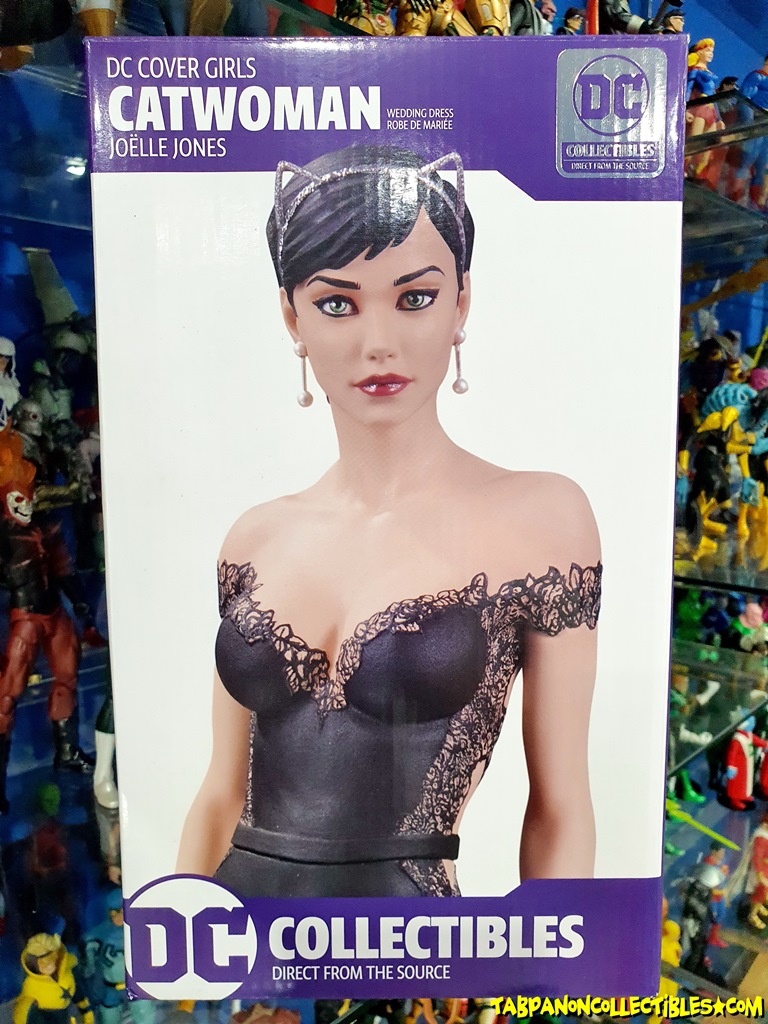 DC COVER GIRLS
CATWOMAN
WEDDING DRESS
ROBE DE MARIÉE
JOËLLE JONES
DC
COLLECTIBLES
DIRECT FROM THE SOURCE
DC
COLLECTIBLES
DIRECT FROM THE SOURCE
TABPANONCOLLECTIBLES★COM